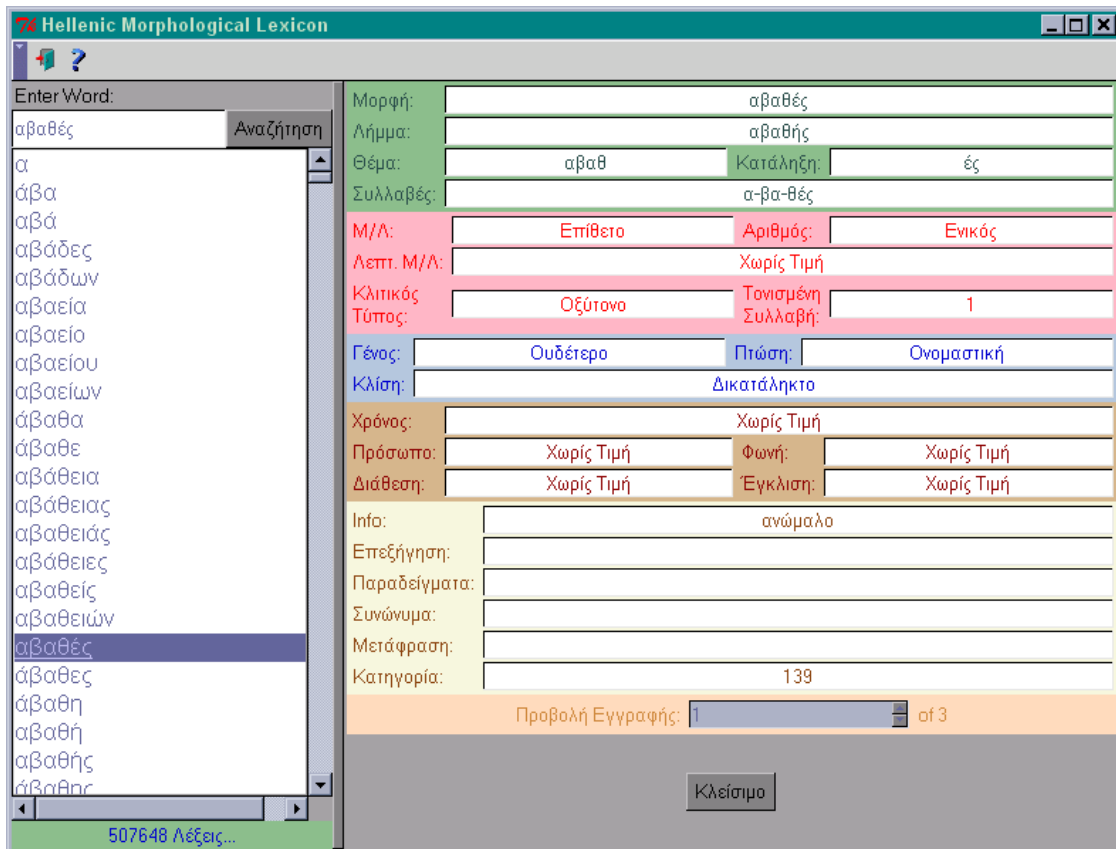 Hellenic Morphological Lexicon
Enter Word:
αβαθές Αναζήτηση
α
άβα
αβά
αβάδες
αβάδων
αβαεία
αβαείο
αβαείου
αβαείων
άβαθα
άβαθε
αβάθεια
αβάθειας
αβαθειάς
αβάθειες
αβαθείς
αβαθειών
αβαθές
άβαθες
άβαθη
αβαθή
αβαθής
άβαθης
507648 Λέξεις...
Μορφή: αβαθές
Λήμμα: αβαθής
Θέμα: αβαθ Κατάληξη: ές
Συλλαβές: α-βα-θές
Μ/Λ: Επίθετο Αριθμός: Ενικός
Λεπτ. Μ/Λ: Χωρίς Τιμή
Κλιτικός Τύπος: Οξύτονο Τονισμένη Συλλαβή: 1
Γένος: Ουδέτερο Πτώση: Ονομαστική
Κλίση: Δικατάληκτο
Χρόνος: Χωρίς Τιμή
Πρόσωπο: Χωρίς Τιμή Φωνή: Χωρίς Τιμή
Διάθεση: Χωρίς Τιμή Έγκλιση: Χωρίς Τιμή
Info: ανώμαλο
Επεξήγηση:
Παραδείγματα:
Συνώνυμα:
Μετάφραση:
Κατηγορία: 139
Προβολή Εγγραφής: 1 of 3
Κλείσιμο